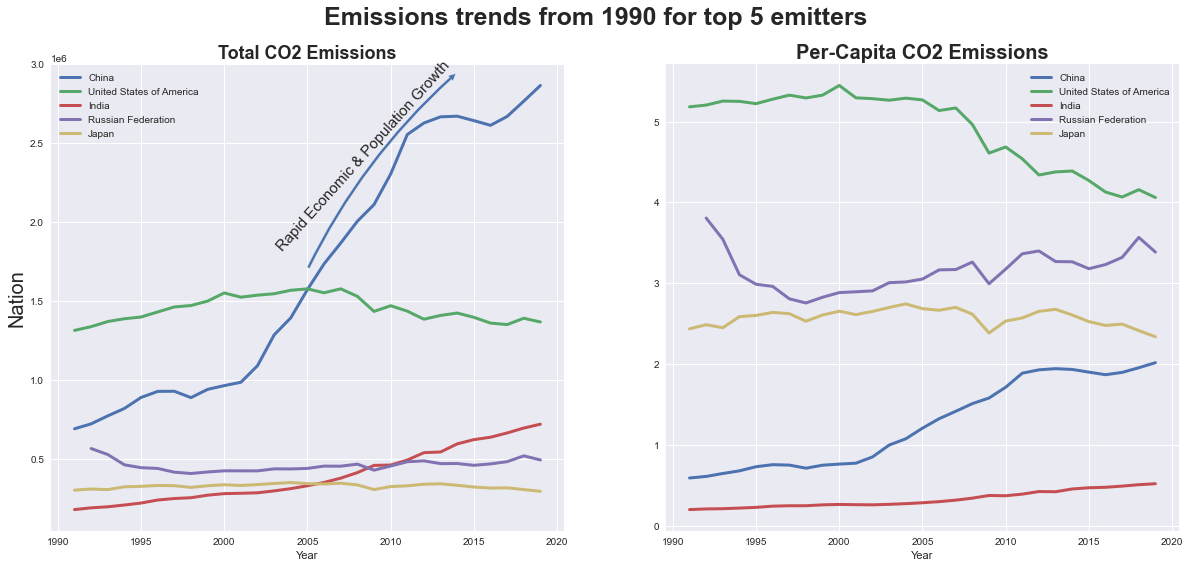 Emissions trends from 1990 for top 5 emitters
Total CO2 Emissions
1e6
3.0
2.5
2.0
1.5
1.0
0.5
Nation
China
United States of America
India
Russian Federation
Japan
Rapid Economic & Population Growth
1990 1995 2000 2005 2010 2015 2020
Year
Per-Capita CO2 Emissions
5
4
3
2
1
0
China
United States of America
India
Russian Federation
Japan
1990 1995 2000 2005 2010 2015 2020
Year